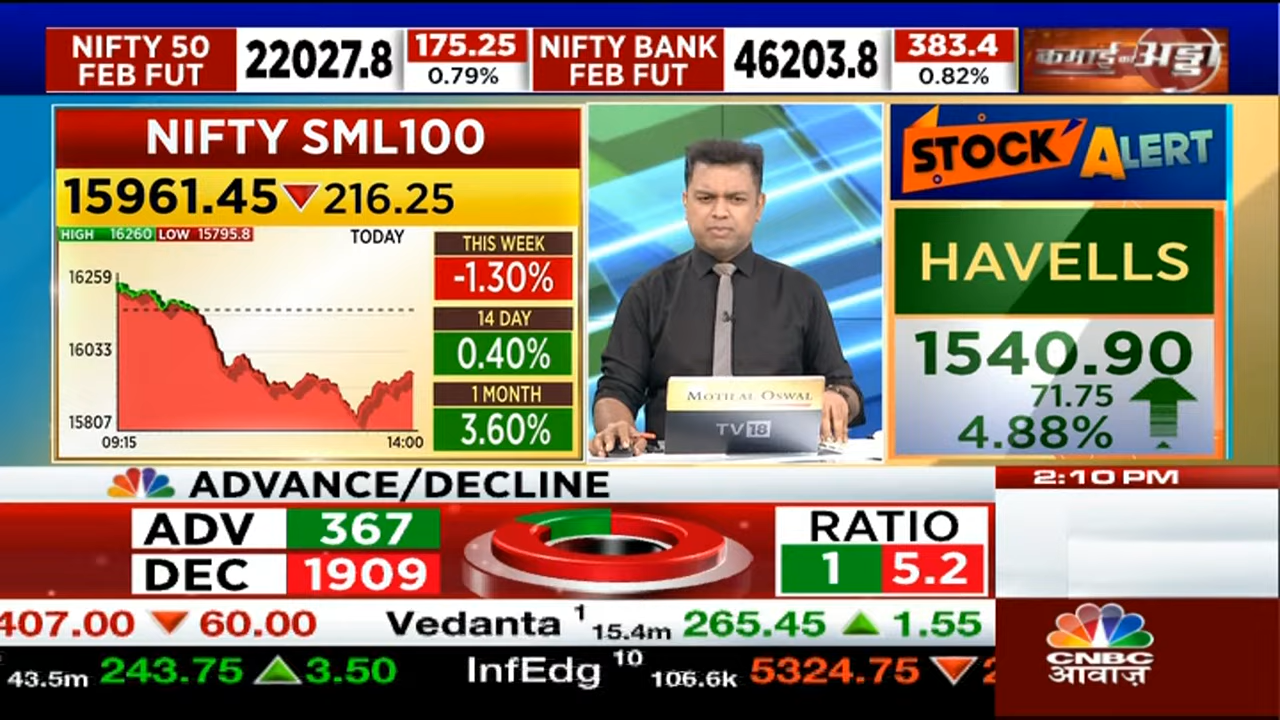 NIFTY 50
FEB FUT
22027.8
175.25
0.79%
NIFTY BANK
FEB FUT
46203.8
383.4
0.82%
कमाई का अड्डा
NIFTY SML100
15961.45 ▼ 216.25
HIGH 16260 LOW 15795.8
TODAY
16259
16033
15807
09:15
14:00
THIS WEEK
-1.30%
14 DAY
0.40%
1 MONTH
3.60%
MOTILAL OSWAL
TV18
STOCK ALERT
HAVELLS
1540.90
71.75
4.88%
ADVANCE/DECLINE
ADV 367
DEC 1909
RATIO
1 5.2
2:10 PM
407.00 ▼ 60.00 Vedanta 1 15.4m 265.45 ▲ 1.55
43.5m 243.75 ▲ 3.50 InfEdg 10 106.6k 5324.75 ▼
CNBC
आवाज़